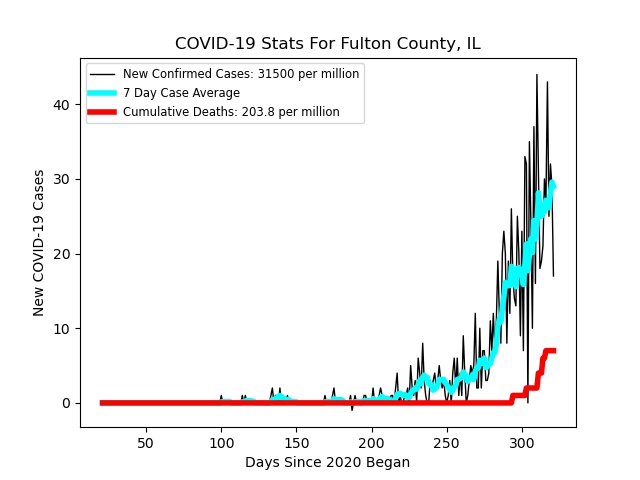 COVID-19 Stats For Fulton County, IL
New Confirmed Cases: 31500 per million
7 Day Case Average
Cumulative Deaths: 203.8 per million
New COVID-19 Cases
40
30
20
10
0
50 100 150 200 250 300
Days Since 2020 Began